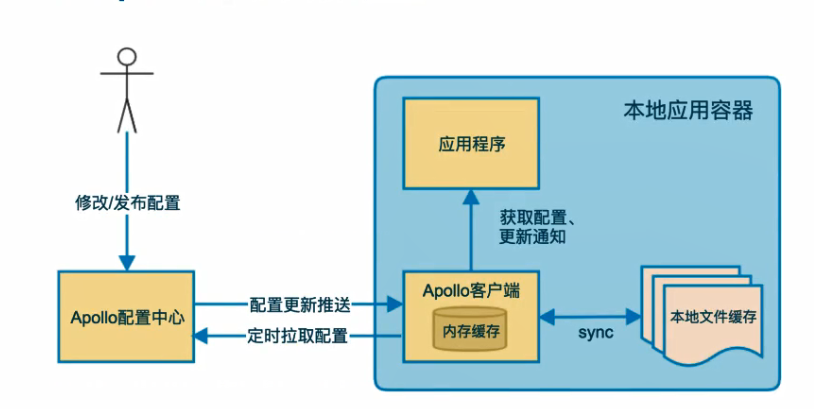 本地应用容器
应用程序
修改/发布配置
获取配置、
更新通知
Apollo配置中心
配置更新推送
定时拉取配置
Apollo客户端
内存缓存
sync
本地文件缓存